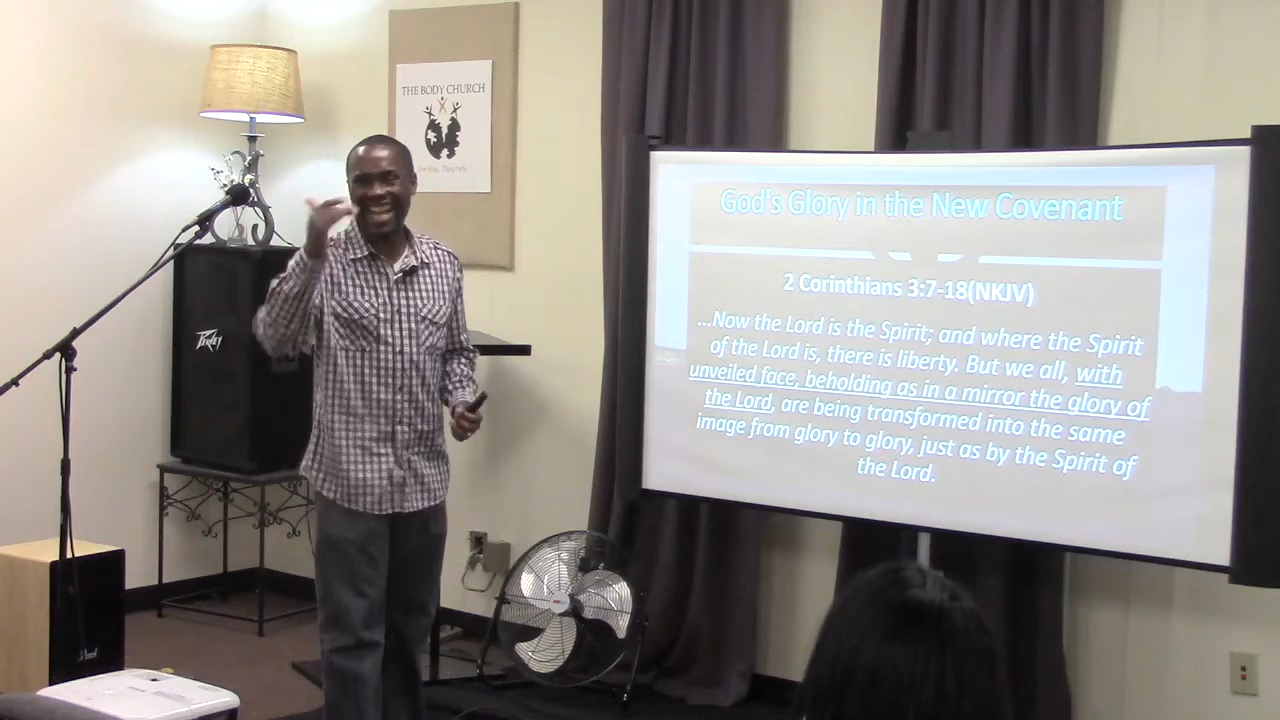 THE BODY CHURCH
PEAVEY
God's Glory in the New Covenant
2 Corinthians 3:7-18(NKJV)
...Now the Lord is the Spirit; and where the Spirit
of the Lord is, there is liberty. But we all, with
unveiled face, beholding as in a mirror the glory of
the Lord, are being transformed into the same
image from glory to glory, just as by the Spirit of
the Lord.
Pearl